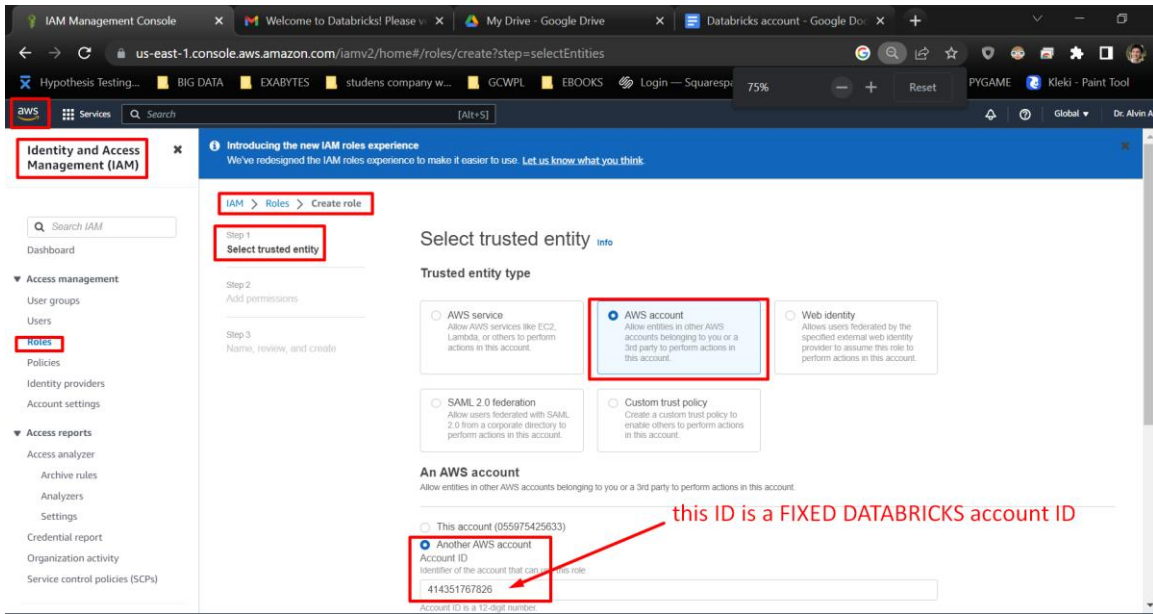 IAM Management Console
Welcome to Databricks! Please v
My Drive - Google Drive
Databricks account - Google Doc
us-east-1.console.aws.amazon.com/iamv2/home#/roles/create?step=selectEntities
Hypothesis Testing...
BIG DATA
EXABYTES
studens company w...
GCWPL
EBOOKS
Login — Squarespa
75%
Reset
PYGAME
Kleki - Paint Tool
aws
Services
Search
[Alt+S]
Global
Dr. Alvin A
Identity and Access
Management (IAM)
Introducing the new IAM roles experience
We've redesigned the IAM roles experience to make it easier to use. Let us know what you think.
Search IAM
Dashboard
Access management
User groups
Users
Roles
Policies
Identity providers
Account settings
Access reports
Access analyzer
Archive rules
Analyzers
Settings
Credential report
Organization activity
Service control policies (SCPs)
IAM > Roles > Create role
Step 1
Select trusted entity
Step 2
Add permissions
Step 3
Name, review, and create
Select trusted entity Info
Trusted entity type
AWS service
Allow AWS services like EC2,
Lambda, or others to perform
actions in this account.
AWS account
Allow entities in other AWS
accounts belonging to you or a
3rd party to perform actions in
this account.
Web identity
Allows users federated by the
specified external web identity
provider to assume this role to
perform actions in this account.
SAML 2.0 federation
Allow users federated with SAML
2.0 from a corporate directory to
perform actions in this account.
Custom trust policy
Create a custom trust policy to
enable others to perform actions
in this account.
An AWS account
Allow entities in other AWS accounts belonging to you or a 3rd party to perform actions in this account.
This account (055975425633)
this ID is a FIXED DATABRICKS account ID
Another AWS account
Account ID
Identifier of the account that can use this role
414351767826
Account ID is a 12-digit number.